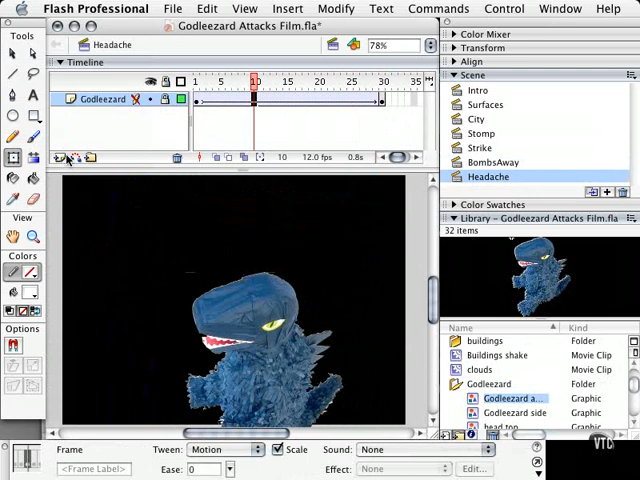 Flash Professional File Edit View Insert Modify Text Commands Control Window Help
Tools
Godleezard Attacks Film.fla*
Headache
78%
Timeline
1 5 10 15 20 25 30 35
Godleezard
10 12.0 fps 0.8s
View
Colors
Options
Color Mixer
Transform
Align
Scene
Intro
Surfaces
City
Stomp
Strike
BombsAway
Headache
Color Swatches
Library - Godleezard Attacks Film.fla
32 items
Name Kind
buildings Folder
Buildings shake Movie Clip
clouds Movie Clip
Godleezard Folder
Godleezard a... Graphic
Godleezard side Graphic
head top Graphic
Frame Tween: Motion Scale Sound: None
<Frame Label> Ease: 0 Effect: None Edit...
VTC